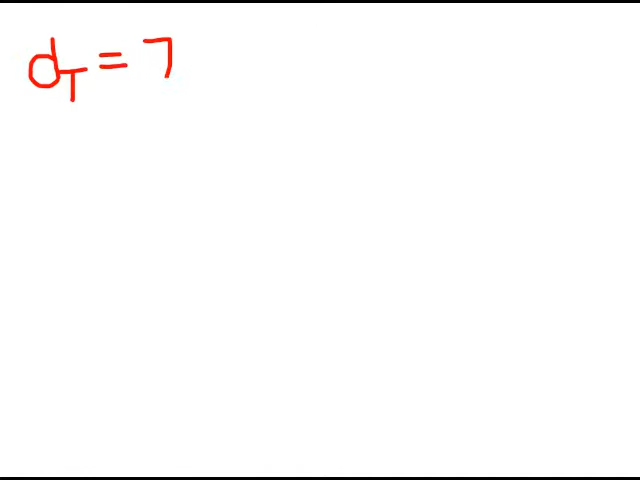 d_T = 7